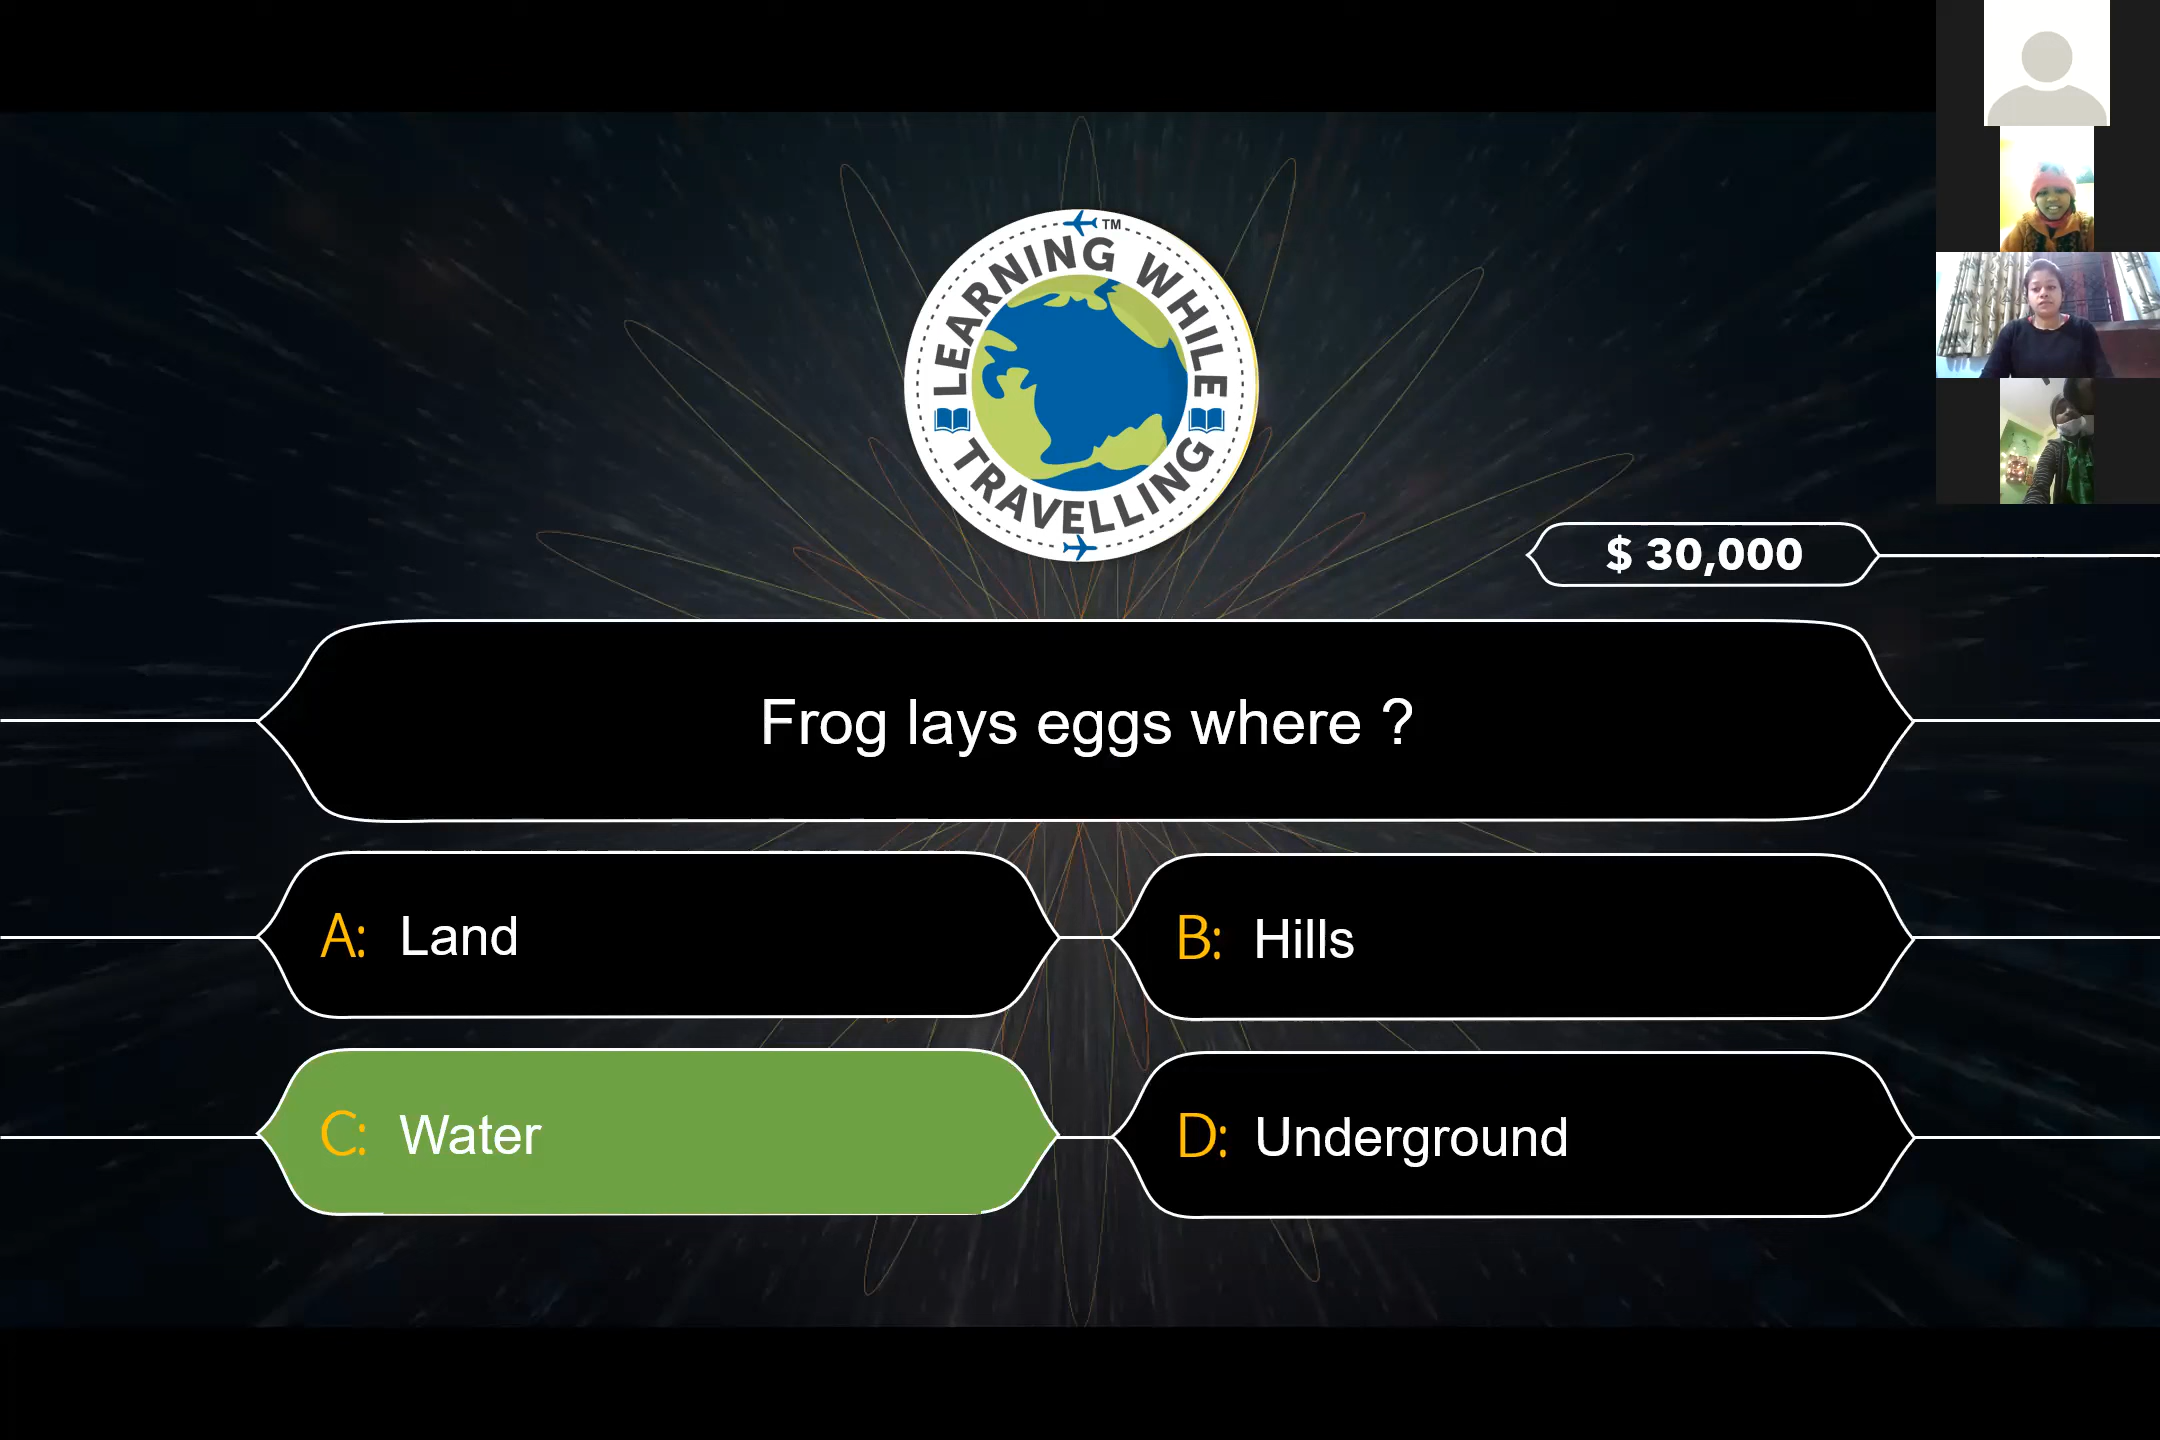 LEARNING WHILE
TRAVELLING
TM
$ 30,000
Frog lays eggs where ?
A: Land
B: Hills
C: Water
D: Underground